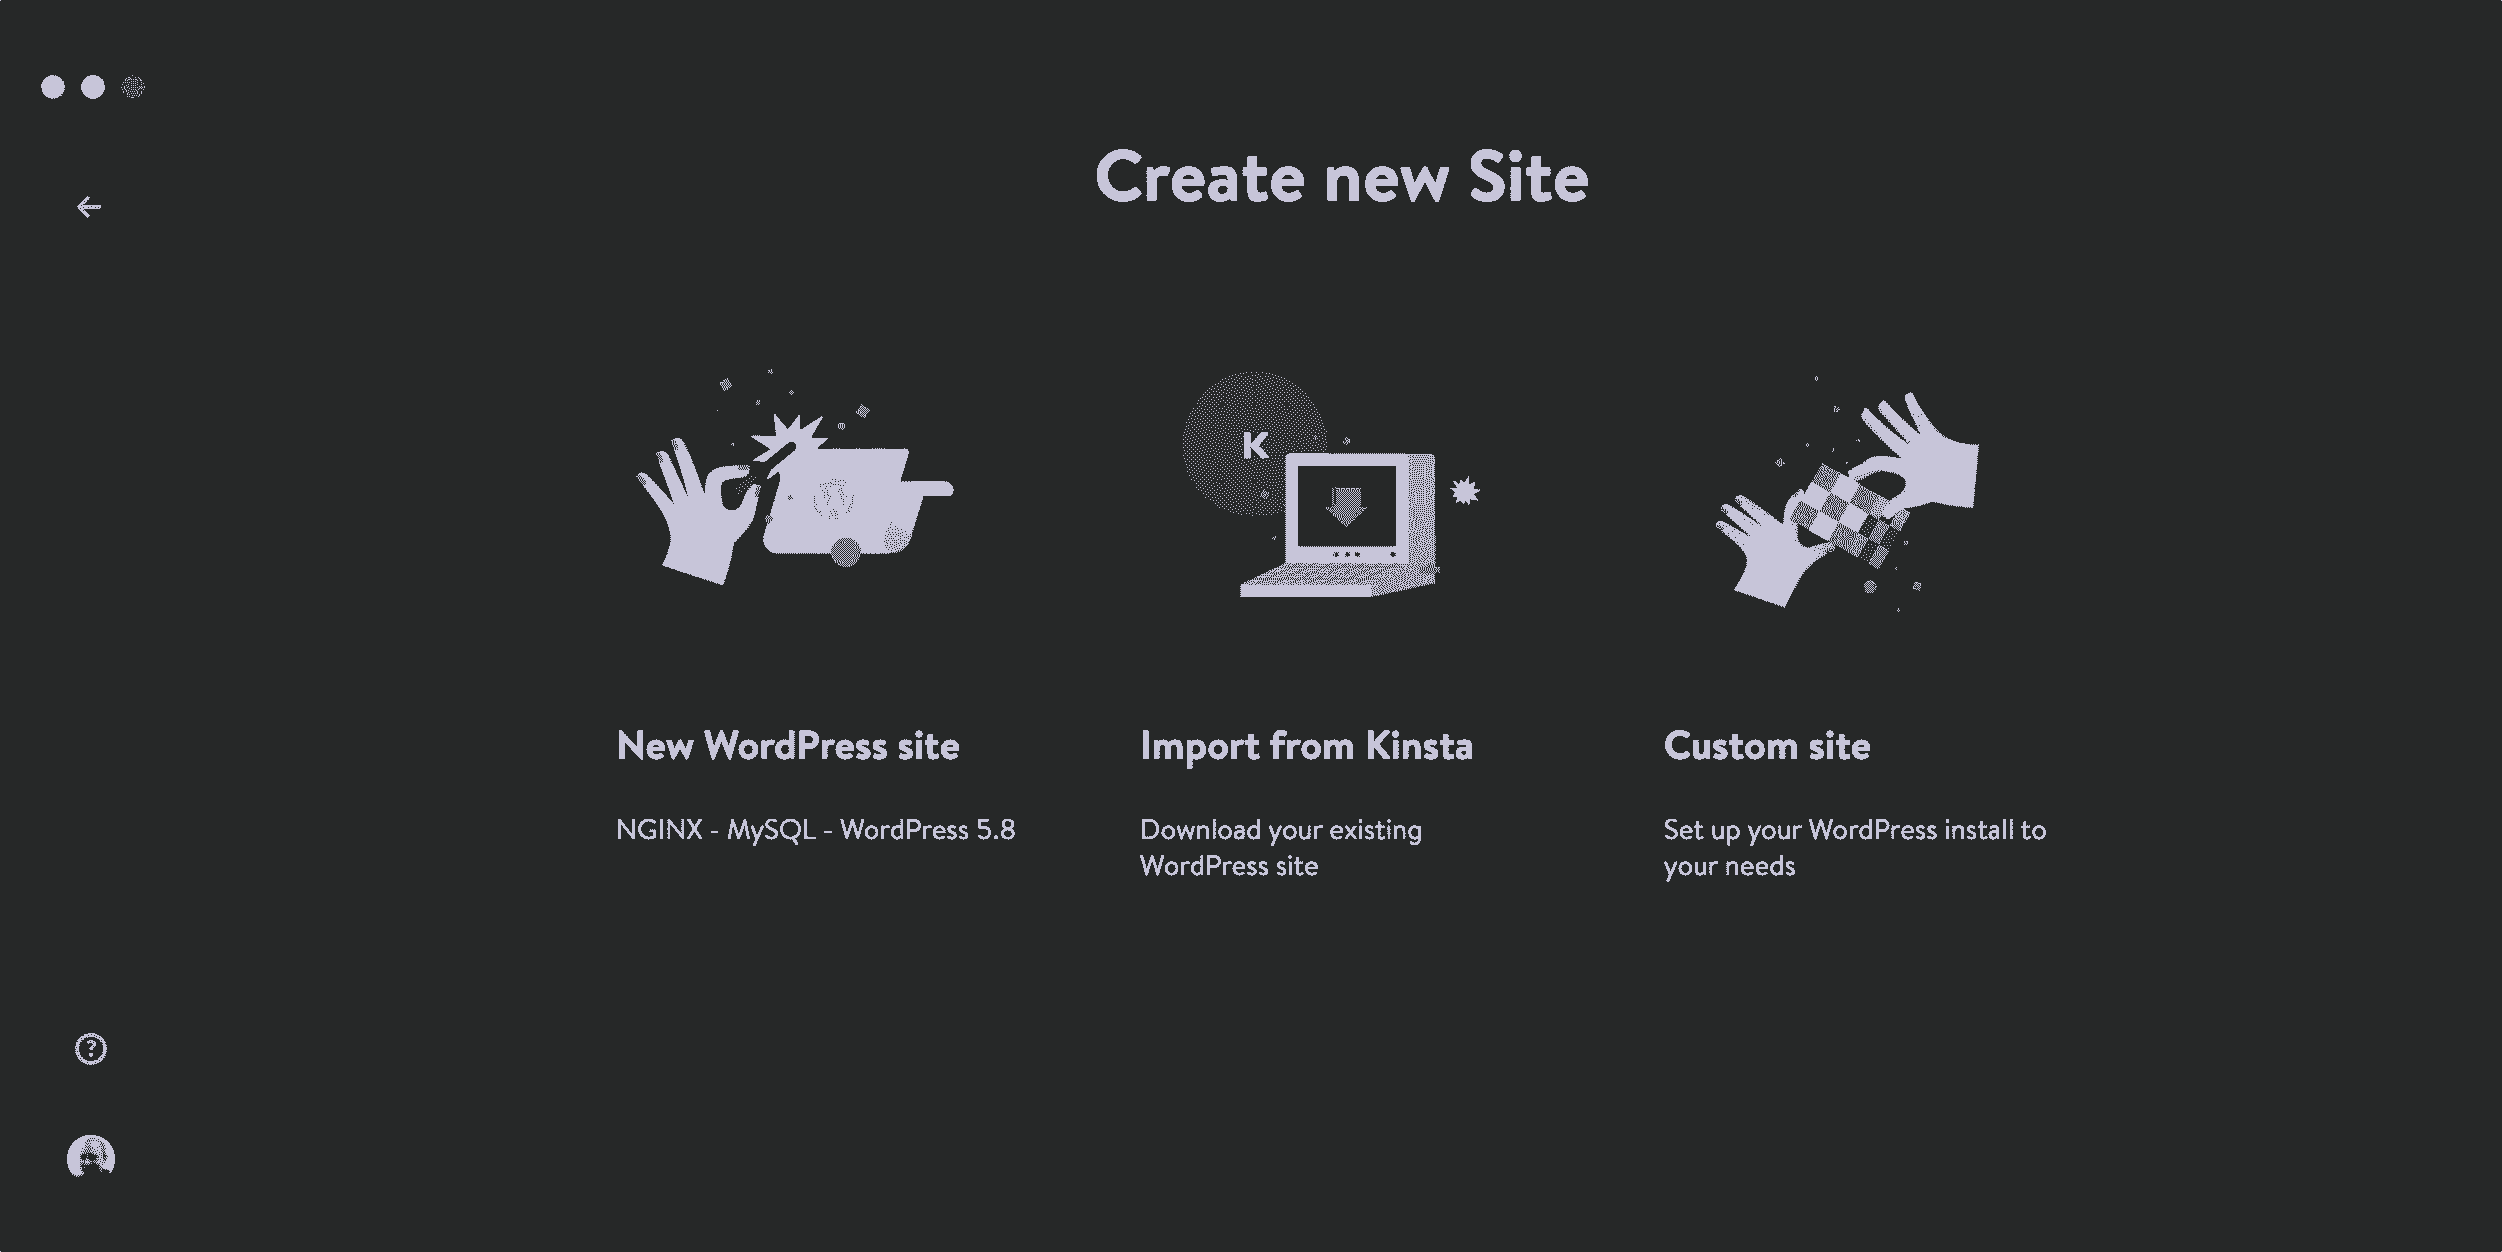 Create new Site
K
New WordPress site
NGINX - MySQL - WordPress 5.8
Import from Kinsta
Download your existing
WordPress site
Custom site
Set up your WordPress install to
your needs
?